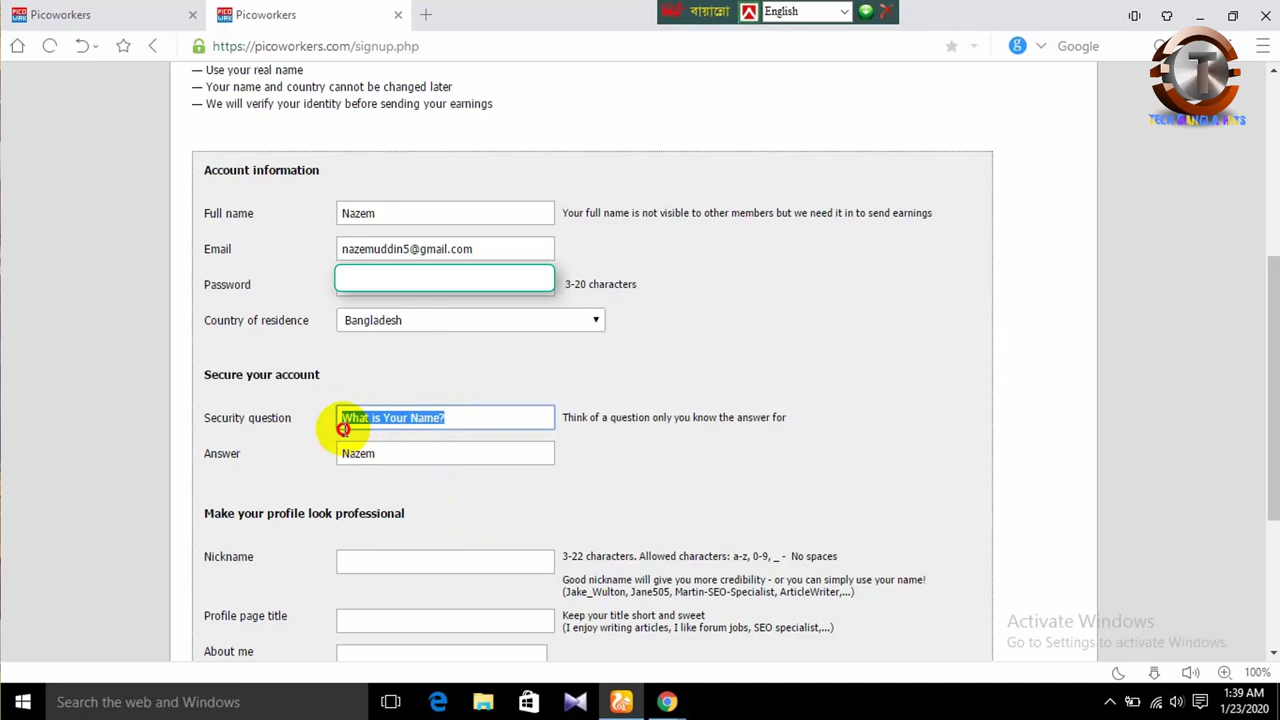 Picoworkers
Picoworkers
বায়ান্নো
English
https://picoworkers.com/signup.php
Google
— Use your real name
— Your name and country cannot be changed later
— We will verify your identity before sending your earnings
Account information
Full name
Nazem
Your full name is not visible to other members but we need it in to send earnings
Email
nazemuddin5@gmail.com
Password
3-20 characters
Country of residence
Bangladesh
Secure your account
Security question
What is Your Name?
Think of a question only you know the answer for
Answer
Nazem
Make your profile look professional
Nickname
3-22 characters. Allowed characters: a-z, 0-9, _ - No spaces
Good nickname will give you more credibility - or you can simply use your name!
(Jake_Wulton, Jane505, Martin-SEO-Specialist, ArticleWriter,...)
Profile page title
Keep your title short and sweet
(I enjoy writing articles, I like forum jobs, SEO specialist,...)
About me
Activate Windows
Go to Settings to activate Windows.
100%
Search the web and Windows
1:39 AM
1/23/2020